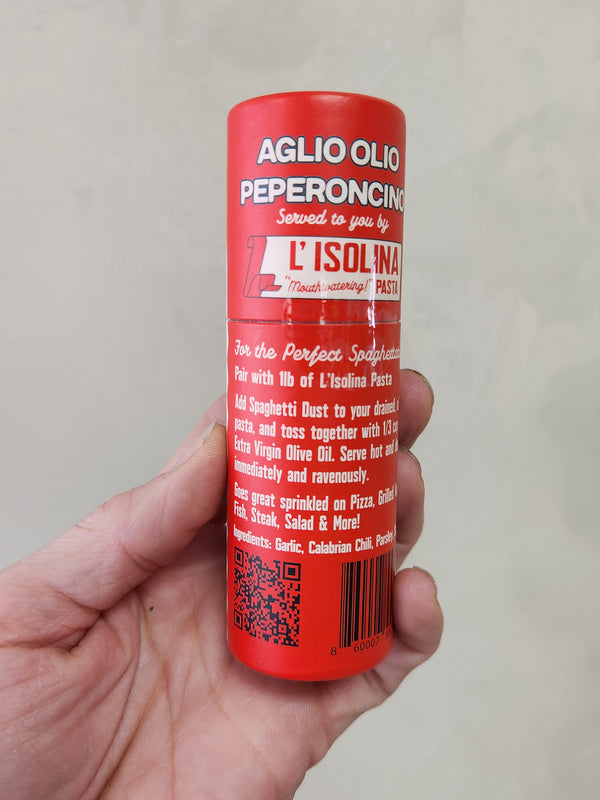 AGLIO OLIO
PEPERONCINO
Served to you by
L' ISOLINA
"Mouthwatering!" PASTA
For the Perfect
Pair with 1lb of L'Isolina Pasta
Add Spaghetti Dust to your drained,
pasta, and toss together with 1/3
Extra Virgin Olive Oil. Serve hot and
immediately and ravenously.
Goes great sprinkled on Pizza, Grilled
Fish, Steak, Salad & More!
Ingredients: Garlic, Calabrian Chili, Parsley,
8 60007